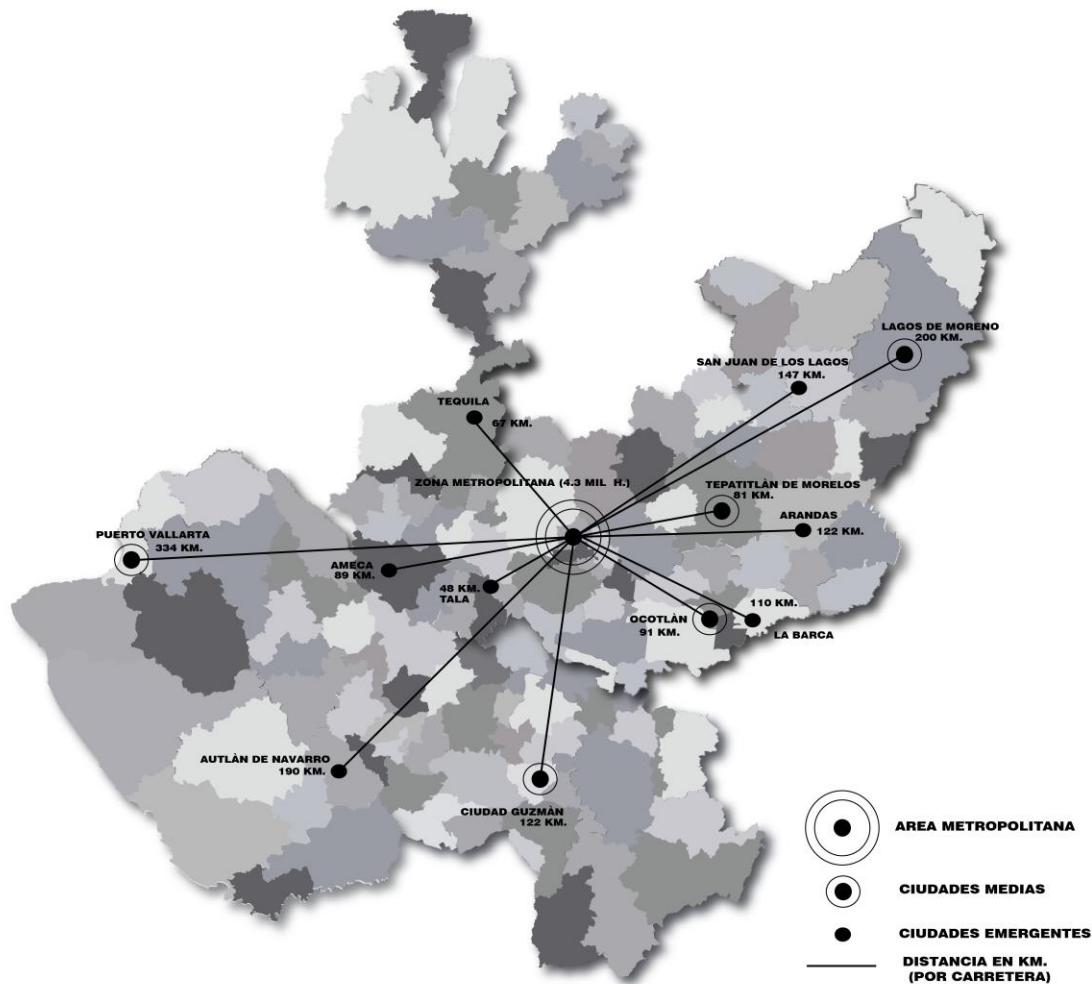 LAGOS DE MORENO
200 KM.
SAN JUAN DE LOS LAGOS
147 KM.
TEQUILA
67 KM.
ZONA METROPOLITANA (4.3 MIL H.)
TEPATITLÀN DE MORELOS
81 KM.
ARANDAS
122 KM.
PUERTO VALLARTA
334 KM.
AMECA
89 KM.
48 KM.
TALA
110 KM.
OCOTLÀN
91 KM.
LA BARCA
AUTLÀN DE NAVARRO
190 KM.
CIUDAD GUZMÀN
122 KM.
AREA METROPOLITANA
CIUDADES MEDIAS
CIUDADES EMERGENTES
DISTANCIA EN KM.
(POR CARRETERA)